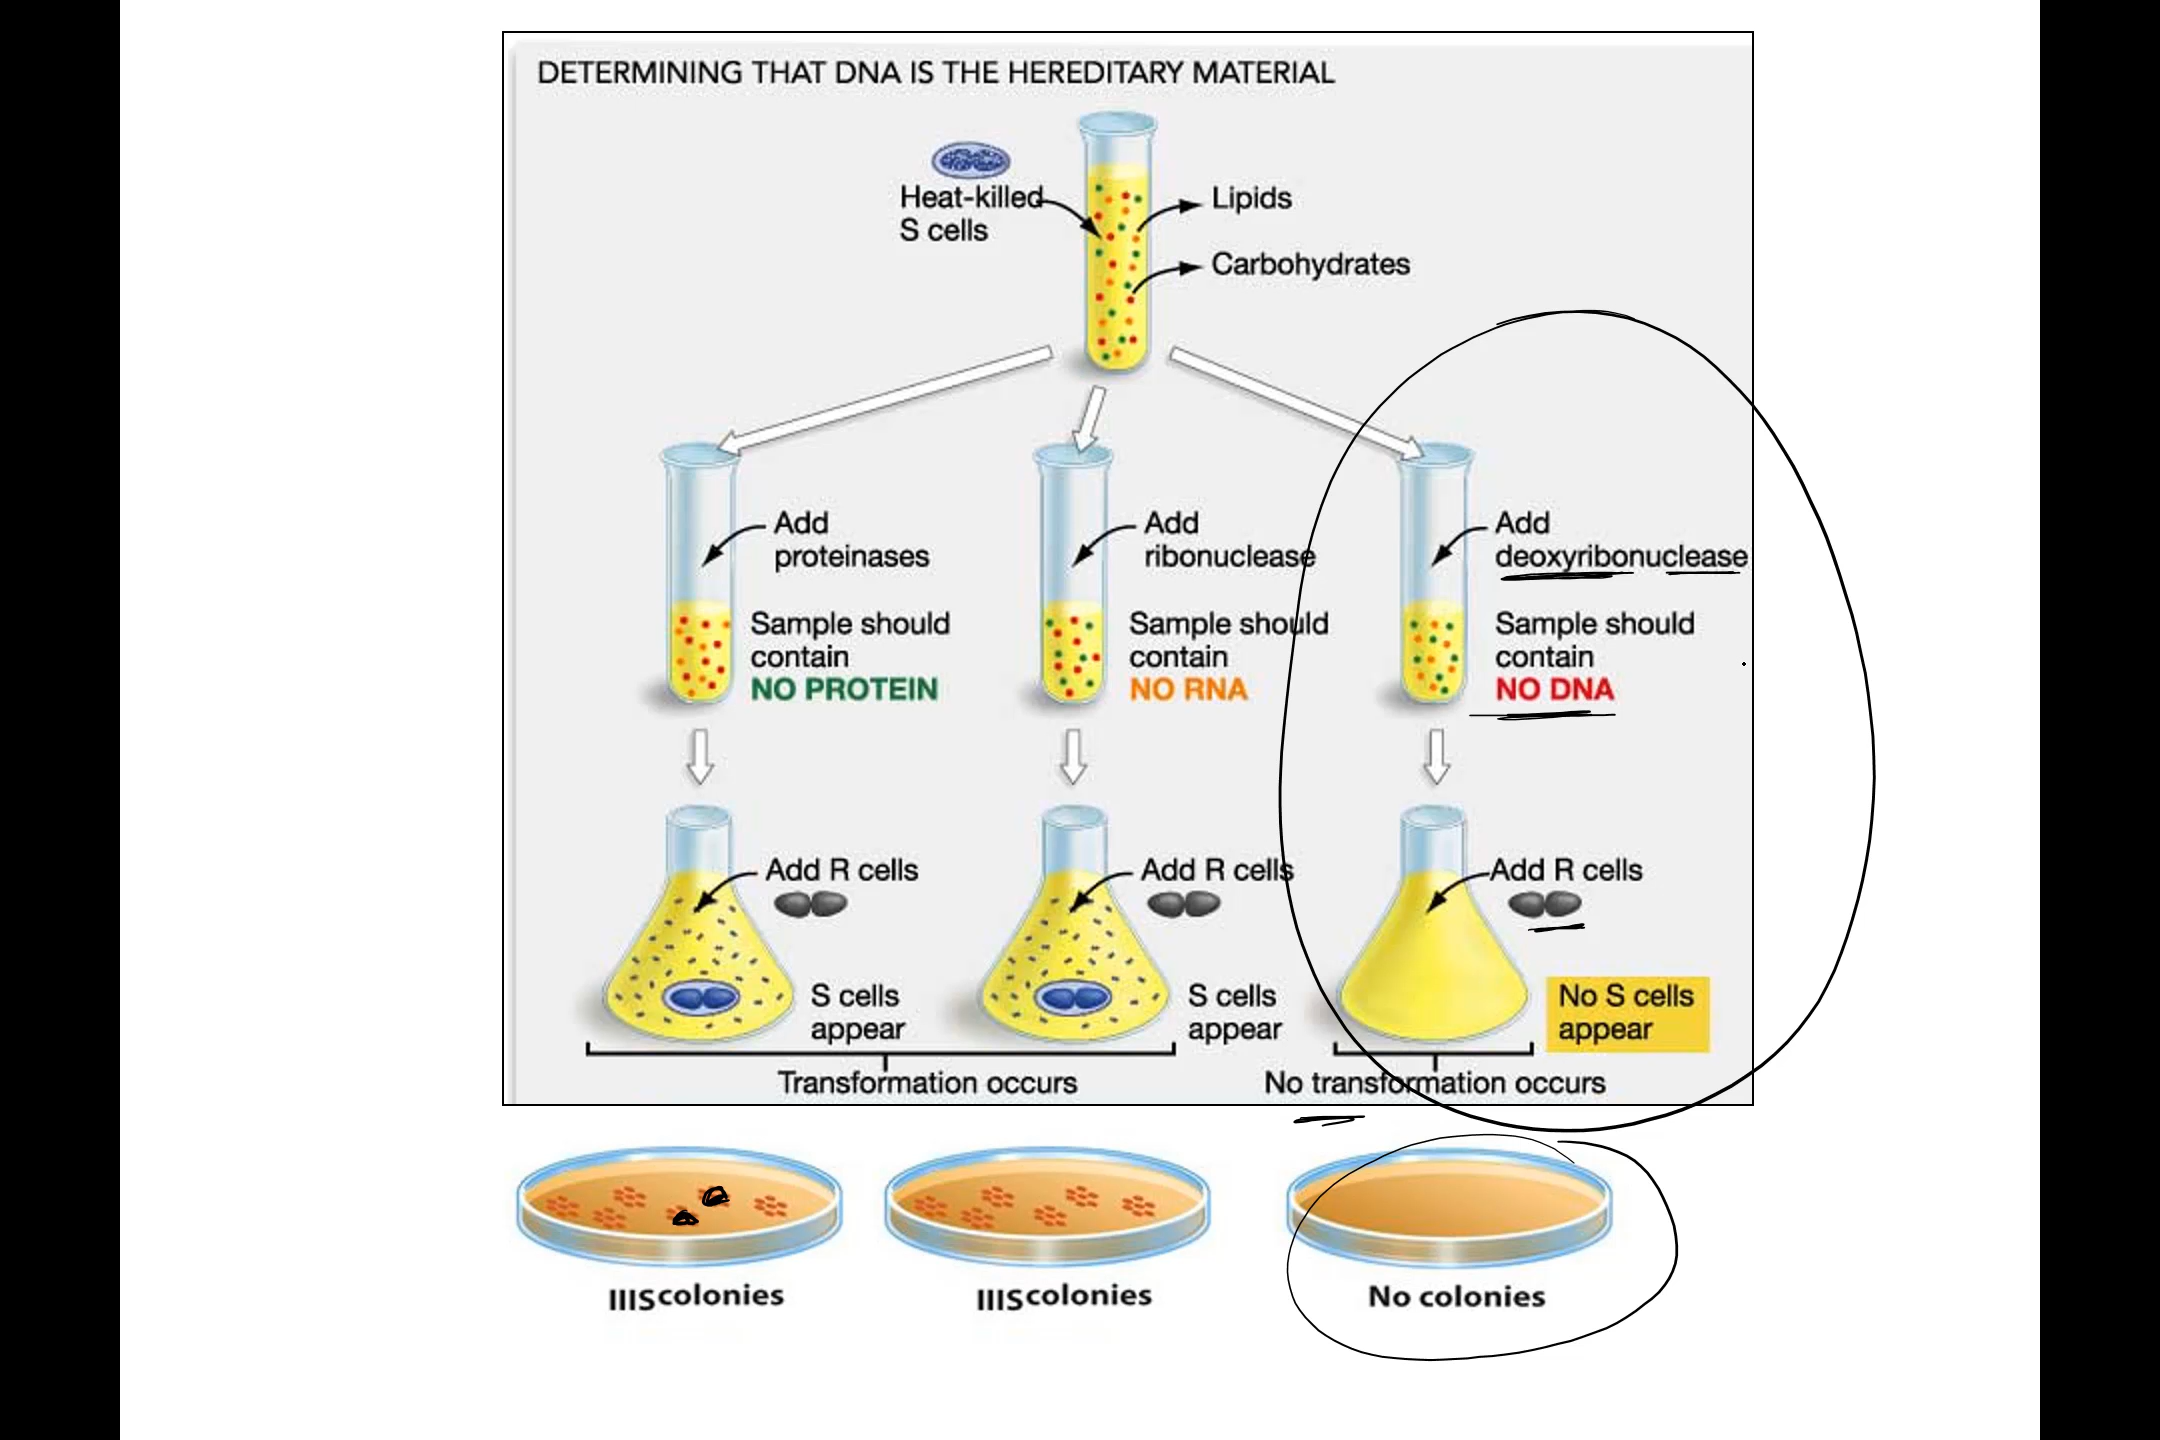 DETERMINING THAT DNA IS THE HEREDITARY MATERIAL
Heat-killed
S cells
Lipids
Carbohydrates
Add
proteinases
Add
ribonuclease
Add
deoxyribonuclease
Sample should
contain
NO PROTEIN
Sample should
contain
NO RNA
Sample should
contain
NO DNA
Add R cells
Add R cells
Add R cells
S cells
appear
S cells
appear
No S cells
appear
Transformation occurs
No transformation occurs
IIIS colonies
IIIS colonies
No colonies